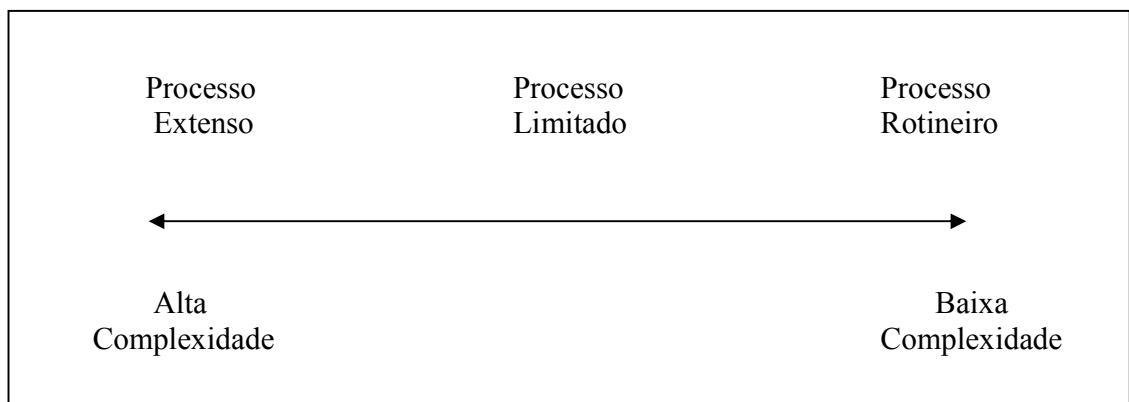 Processo
Extenso
Processo
Limitado
Processo
Rotineiro
Alta
Complexidade
Baixa
Complexidade